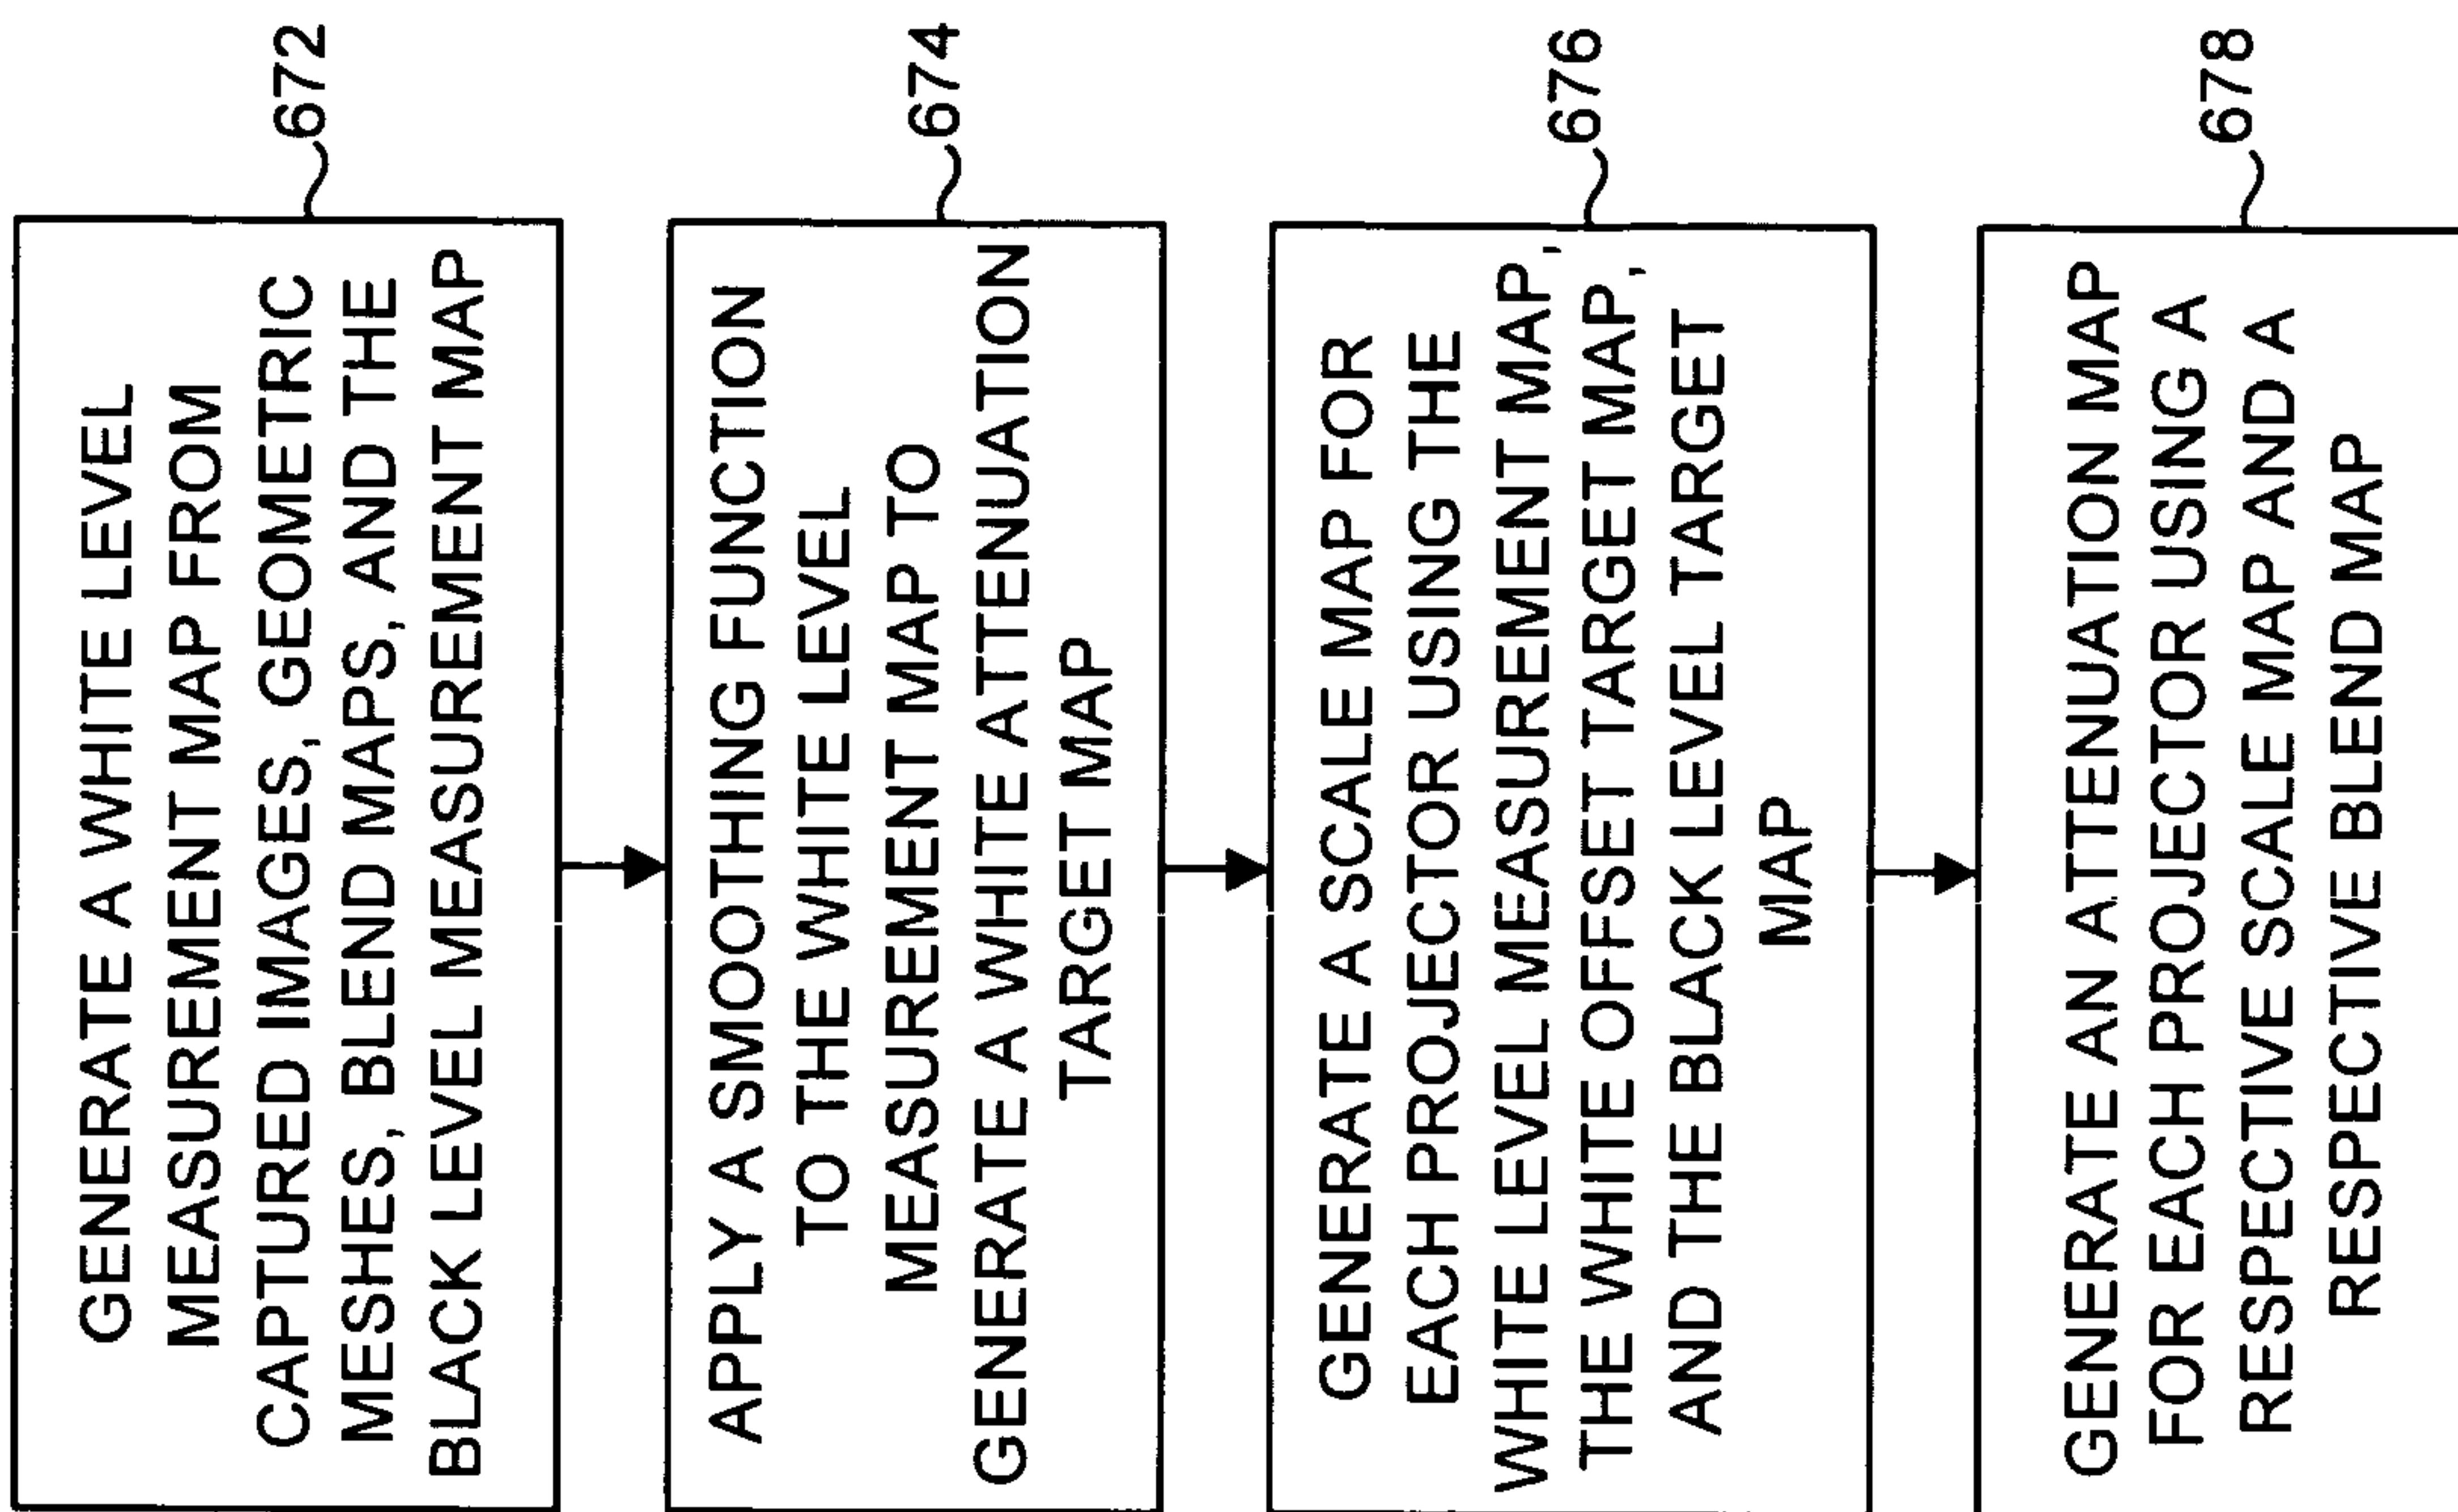 GENERATE A WHITE LEVEL
MEASUREMENT MAP FROM
CAPTURED IMAGES, GEOMETRIC
MESHES, BLEND MAPS, AND THE
BLACK LEVEL MEASUREMENT MAP
672
APPLY A SMOOTHING FUNCTION
TO THE WHITE LEVEL
MEASUREMENT MAP TO
GENERATE A WHITE ATTENUATION
TARGET MAP
674
GENERATE A SCALE MAP FOR
EACH PROJECTOR USING THE
WHITE LEVEL MEASUREMENT MAP,
THE WHITE OFFSET TARGET MAP,
AND THE BLACK LEVEL TARGET
MAP
676
GENERATE AN ATTENUATION MAP
FOR EACH PROJECTOR USING A
RESPECTIVE SCALE MAP AND A
RESPECTIVE BLEND MAP
678